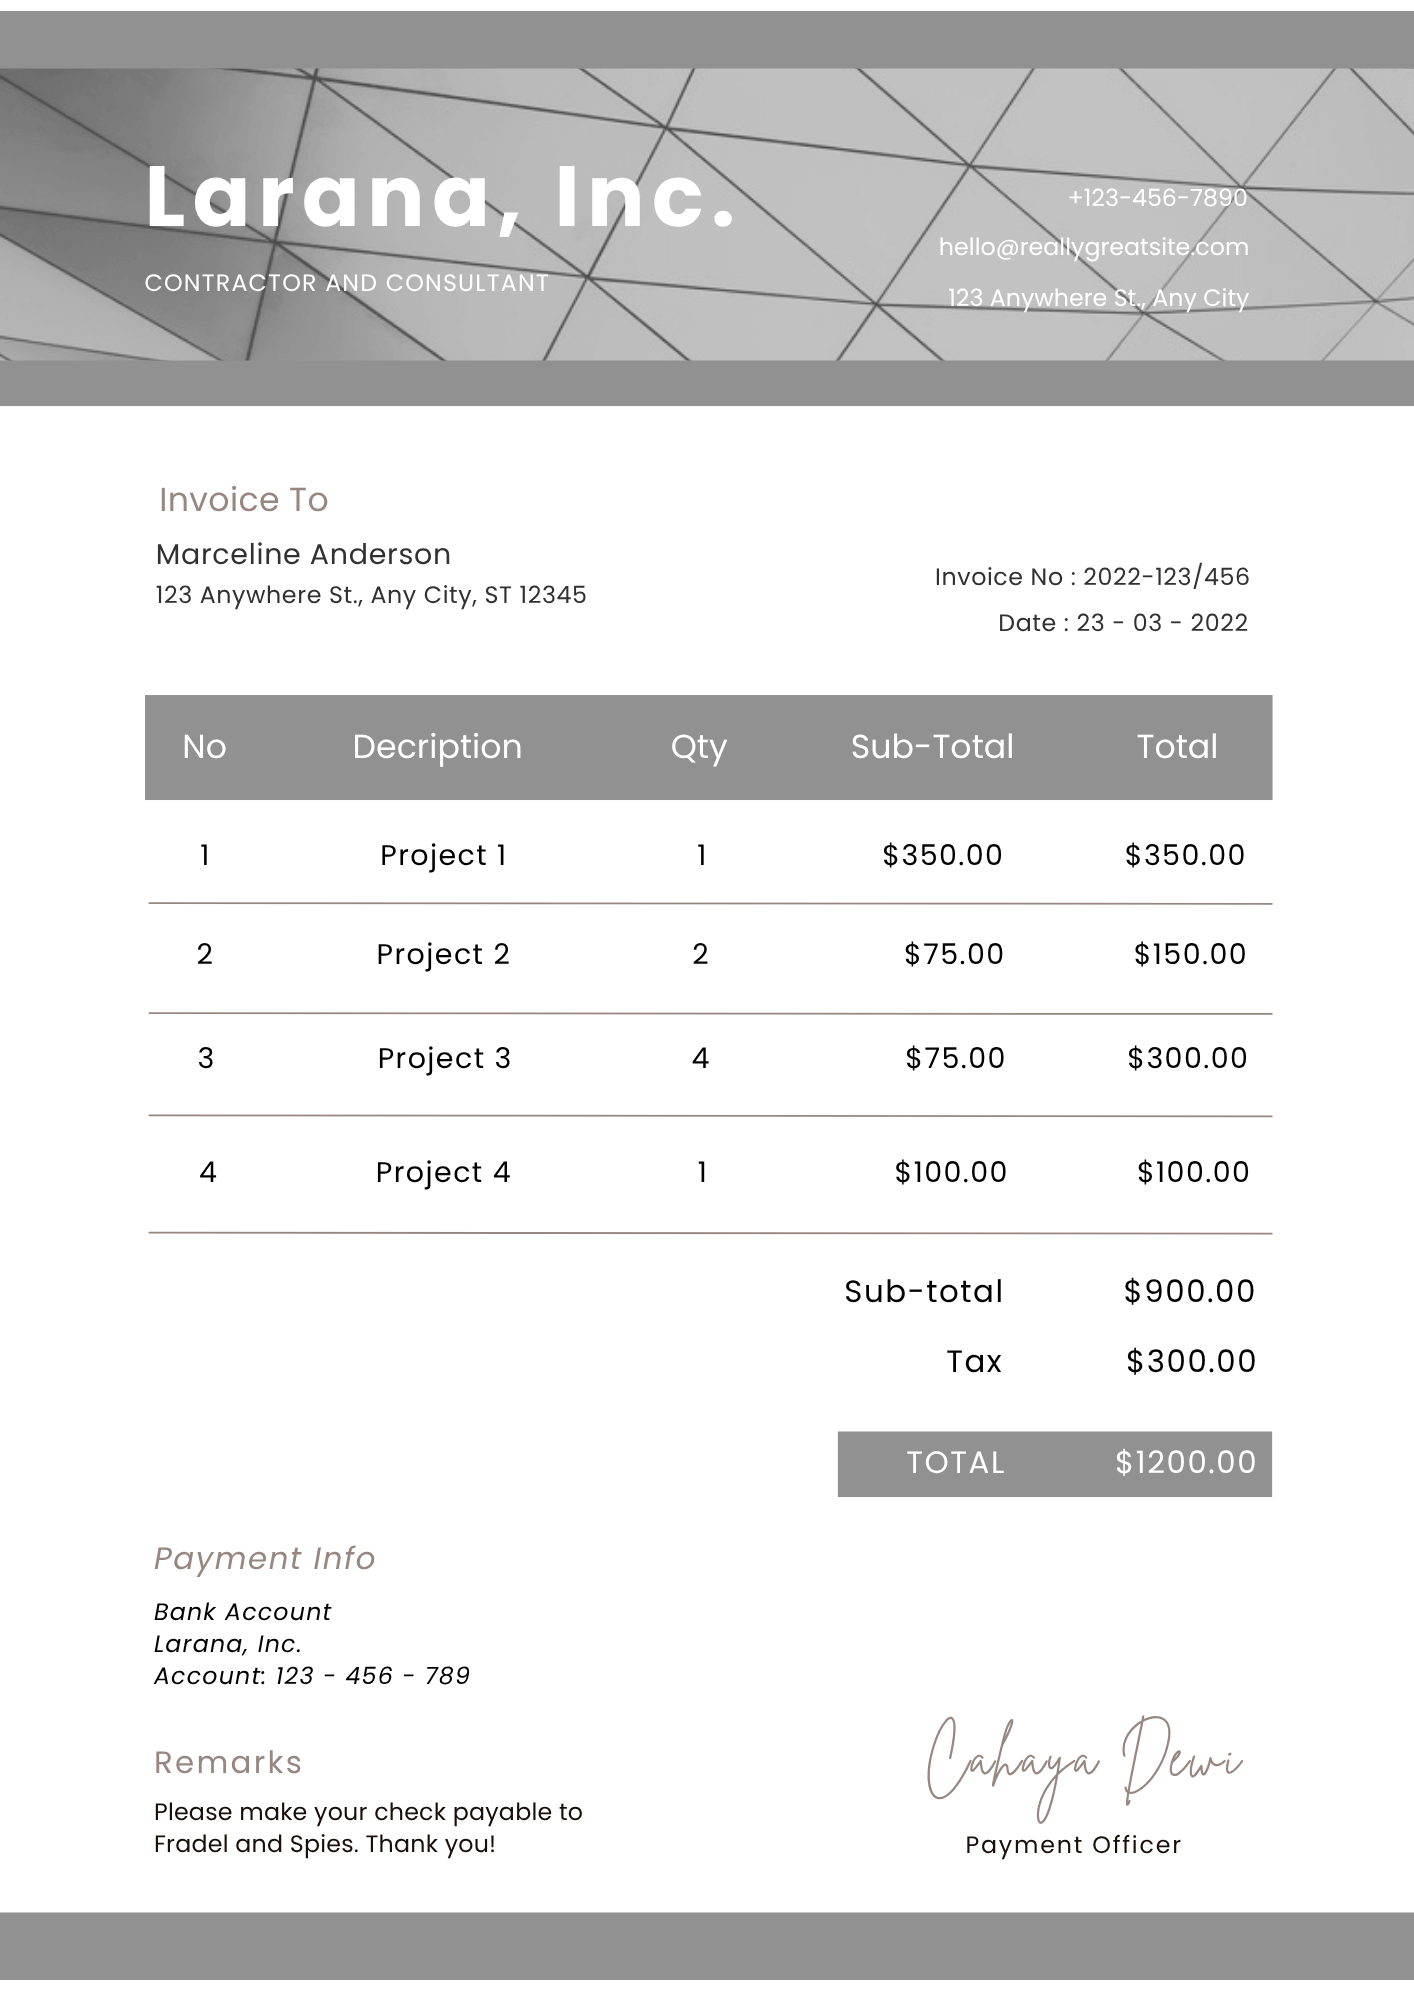 Larana, Inc.
CONTRACTOR AND CONSULTANT
+123-456-7890
hello@reallygreatsite.com
123 Anywhere St., Any City
Invoice To
Marceline Anderson
123 Anywhere St., Any City, ST 12345
Invoice No : 2022-123/456
Date : 23 - 03 - 2022
No Decription Qty Sub-Total Total
1 Project 1 1 $350.00 $350.00
2 Project 2 2 $75.00 $150.00
3 Project 3 4 $75.00 $300.00
4 Project 4 1 $100.00 $100.00
Sub-total $900.00
Tax $300.00
TOTAL $1200.00
Payment Info
Bank Account
Larana, Inc.
Account: 123 - 456 - 789
Remarks
Please make your check payable to
Fradel and Spies. Thank you!
Cahaya Dewi
Payment Officer